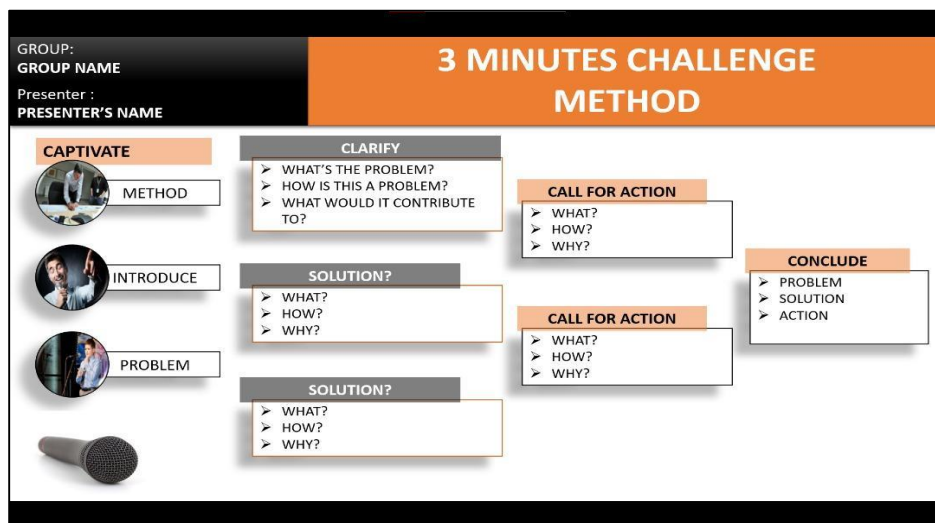 GROUP:
GROUP NAME
Presenter :
PRESENTER'S NAME
3 MINUTES CHALLENGE
METHOD
CAPTIVATE
METHOD
INTRODUCE
PROBLEM
CLARIFY
➢ WHAT'S THE PROBLEM?
➢ HOW IS THIS A PROBLEM?
➢ WHAT WOULD IT CONTRIBUTE
TO?
SOLUTION?
➢ WHAT?
➢ HOW?
➢ WHY?
SOLUTION?
➢ WHAT?
➢ HOW?
➢ WHY?
CALL FOR ACTION
➢ WHAT?
➢ HOW?
➢ WHY?
CALL FOR ACTION
➢ WHAT?
➢ HOW?
➢ WHY?
CONCLUDE
➢ PROBLEM
➢ SOLUTION
➢ ACTION